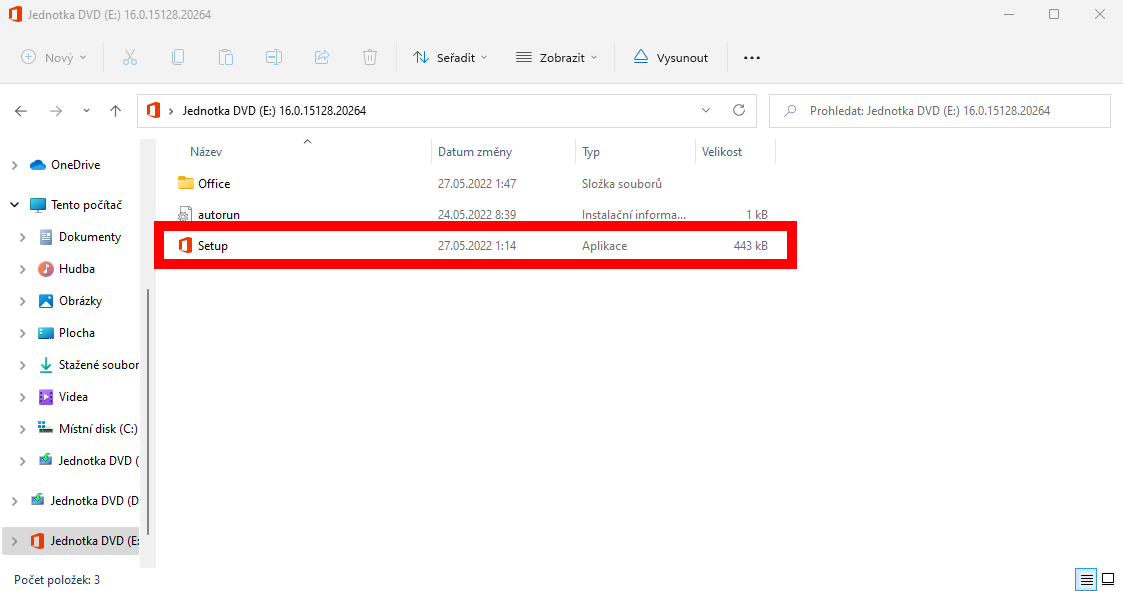 Jednotka DVD (E:) 16.0.15128.20264
Nový
Seřadit
Zobrazit
Vysunout
Jednotka DVD (E:) 16.0.15128.20264
Prohledat: Jednotka DVD (E:) 16.0.15128.20264
Název Datum změny Typ Velikost
Office 27.05.2022 1:47 Složka souborů
autorun 24.05.2022 8:39 Instalační informa... 1 kB
Setup 27.05.2022 1:14 Aplikace 443 kB
OneDrive
Tento počítač
Dokumenty
Hudba
Obrázky
Plocha
Stažené soubor
Videa
Místní disk (C:)
Jednotka DVD (
Jednotka DVD (D
Jednotka DVD (E:
Počet položek: 3